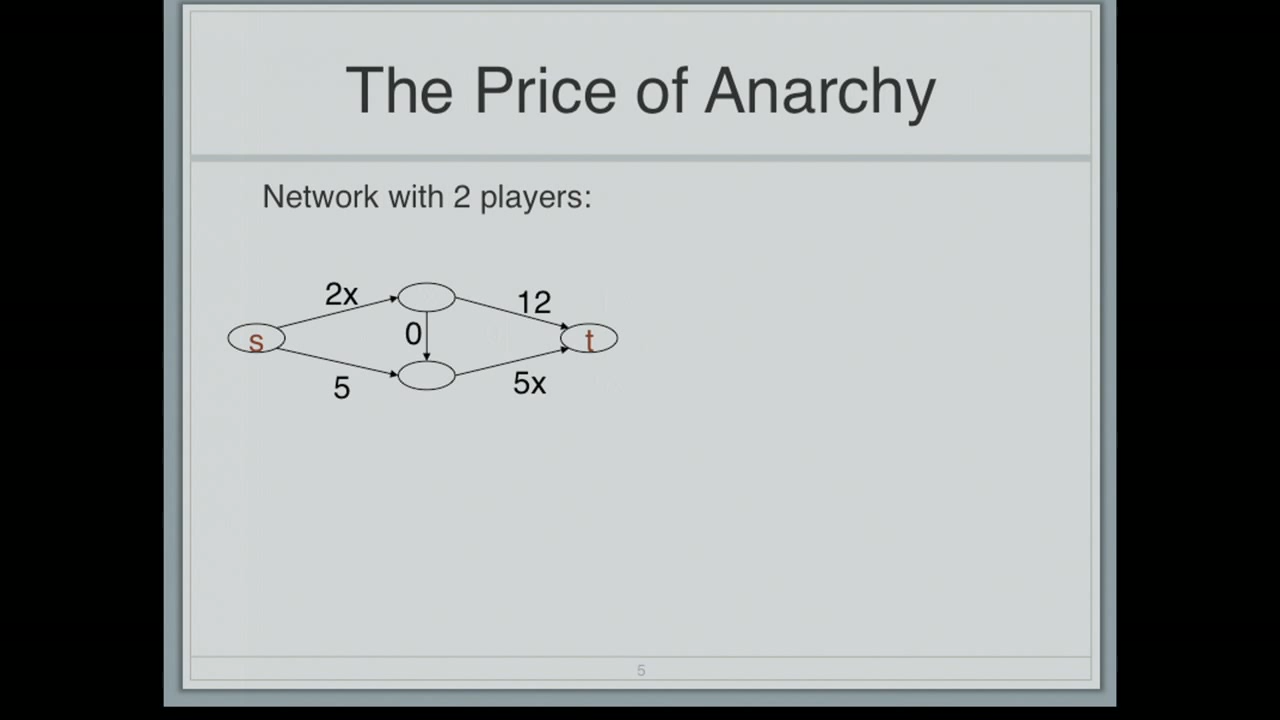 The Price of Anarchy
Network with 2 players:
2x
12
s
0
t
5
5x
5